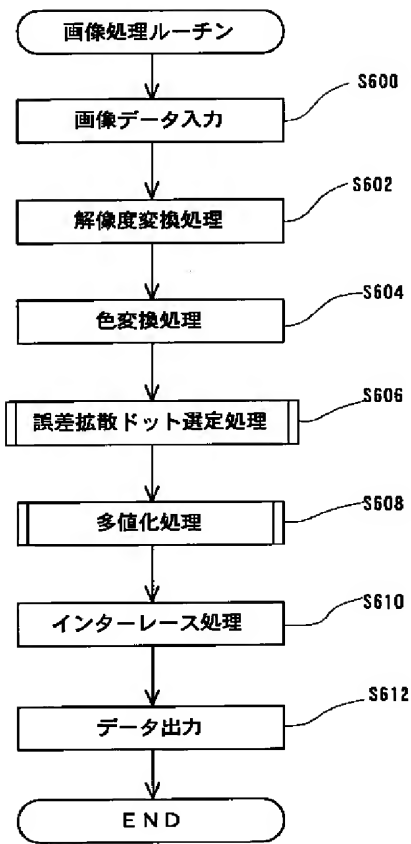 画像処理ルーチン
S600
画像データ入力
S602
解像度変換処理
S604
色変換処理
S606
誤差拡散ドット選定処理
S608
多値化処理
S610
インターレース処理
S612
データ出力
END